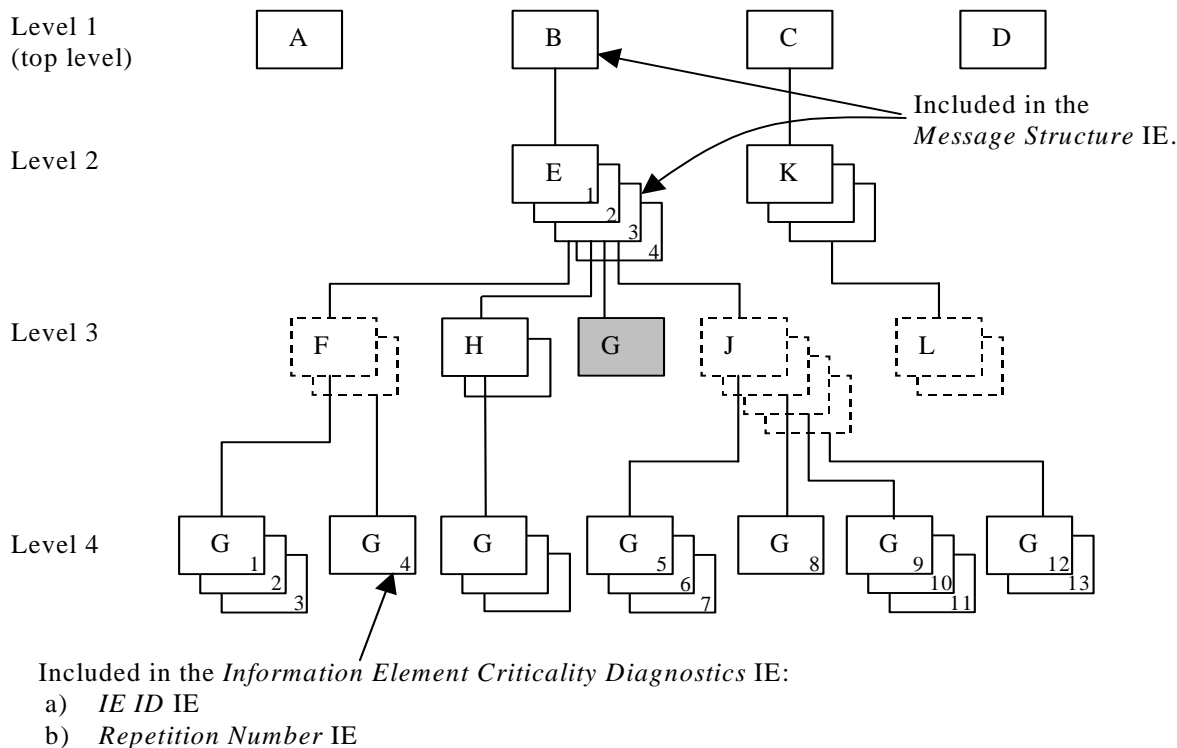 Level 1
(top level)
A
B
C
D
Included in the
Message Structure IE.
Level 2
E
1
2
3
4
K
Level 3
F
H
G
J
L
Level 4
G
1
2
3
G
4
G
G
5
6
7
G
8
G
9
10
11
G
12
13
Included in the Information Element Criticality Diagnostics IE:
a) IE ID IE
b) Repetition Number IE